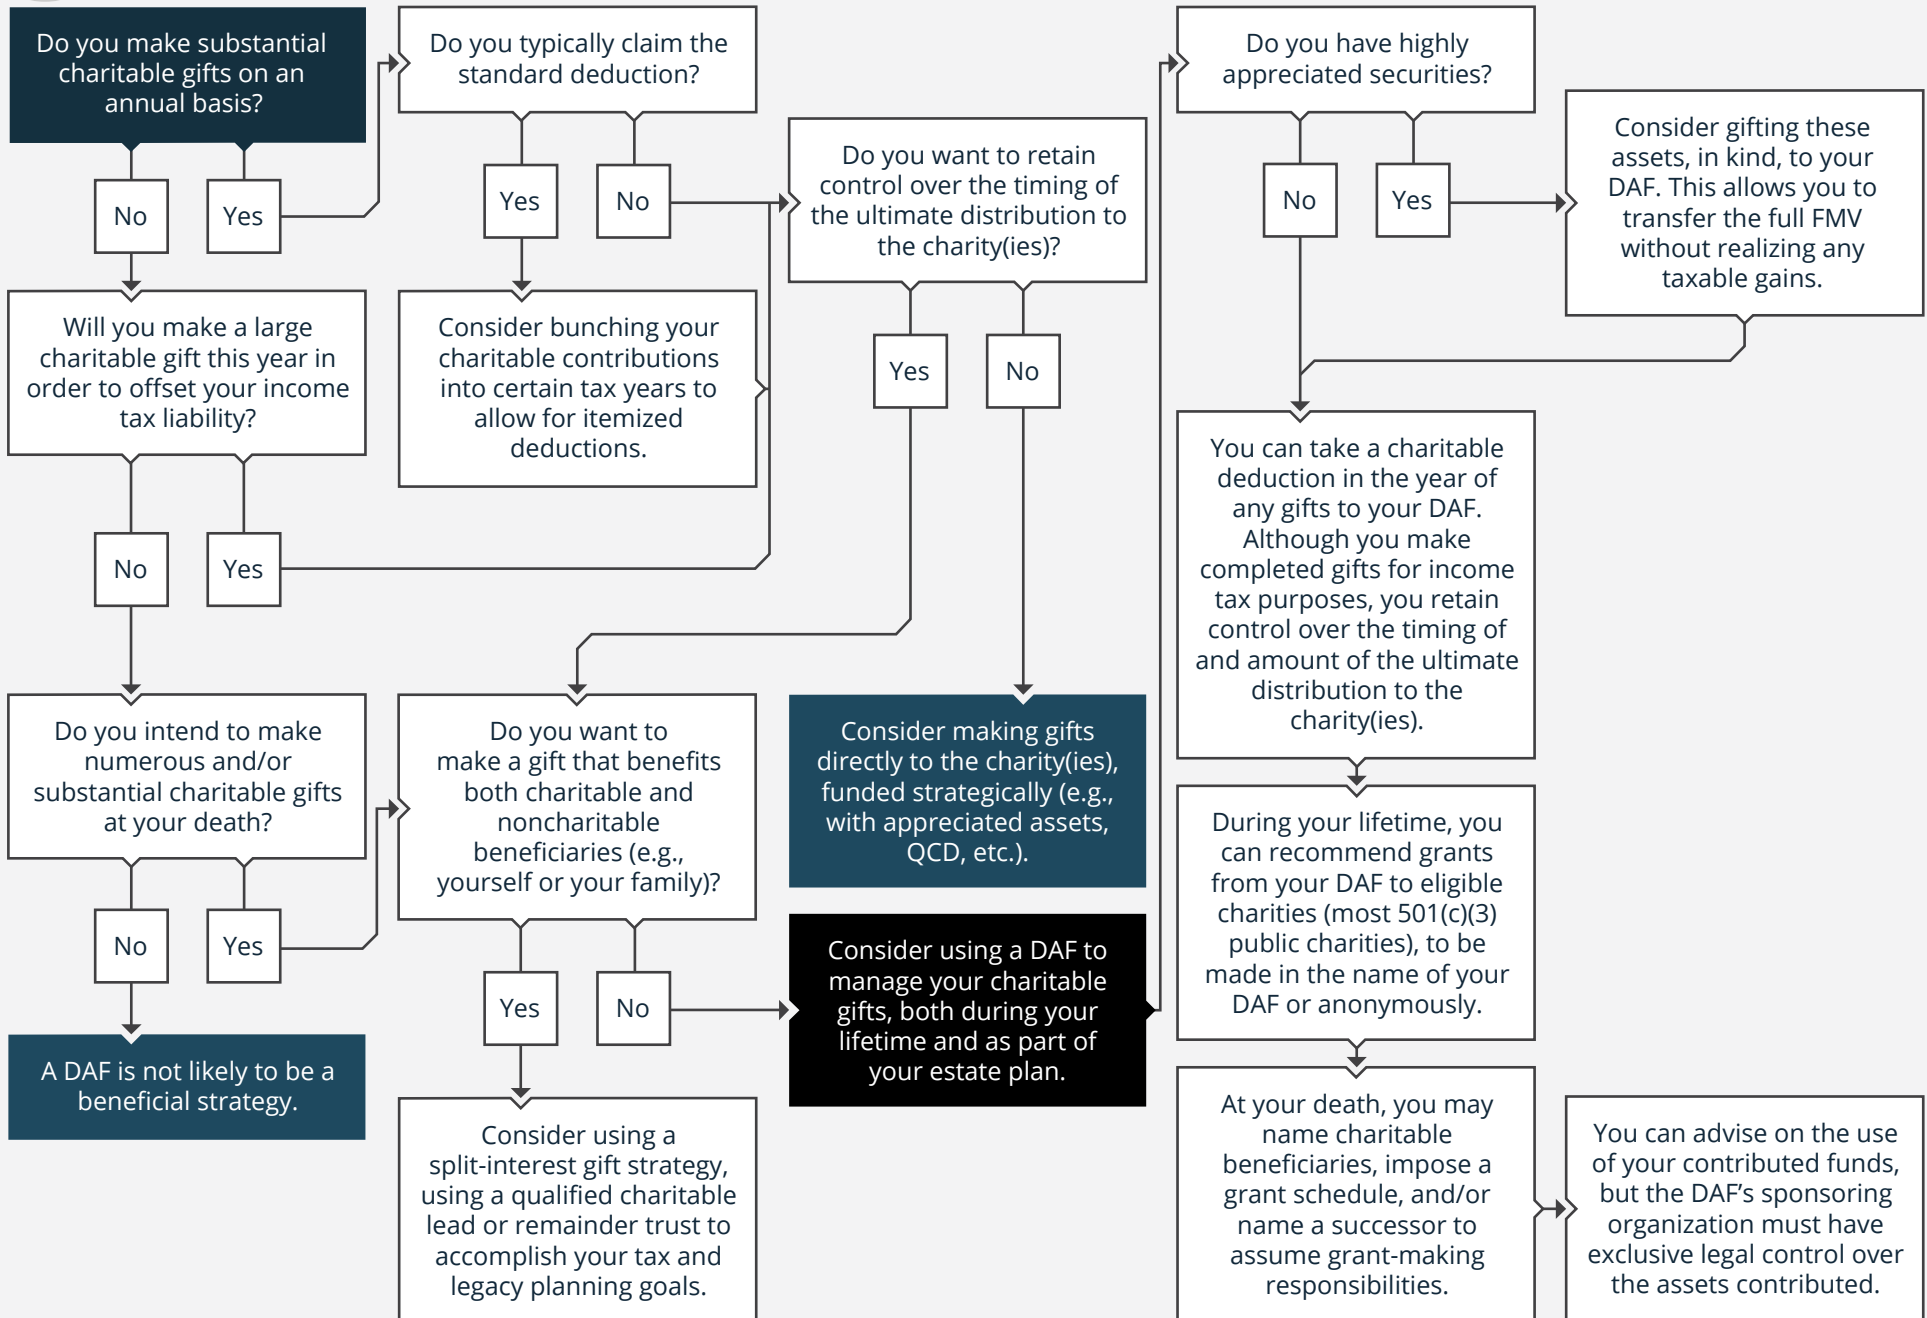 Do you make substantial
charitable gifts on an
annual basis?
No
Yes
Will you make a large
charitable gift this year in
order to offset your income
tax liability?
No
Yes
Do you intend to make
numerous and/or
substantial charitable gifts
at your death?
No
Yes
A DAF is not likely to be a
beneficial strategy.
Do you typically claim the
standard deduction?
Yes
No
Consider bunching your
charitable contributions
into certain tax years to
allow for itemized
deductions.
Do you want to retain
control over the timing of
the ultimate distribution to
the charity(ies)?
Yes
No
Do you want to
make a gift that benefits
both charitable and
noncharitable
beneficiaries (e.g.,
yourself or your family)?
Yes
No
Consider using a
split-interest gift strategy,
using a qualified charitable
lead or remainder trust to
accomplish your tax and
legacy planning goals.
Consider making gifts
directly to the charity(ies),
funded strategically (e.g.,
with appreciated assets,
QCD, etc.).
Consider using a DAF to
manage your charitable
gifts, both during your
lifetime and as part of
your estate plan.
Do you have highly
appreciated securities?
No
Yes
Consider gifting these
assets, in kind, to your
DAF. This allows you to
transfer the full FMV
without realizing any
taxable gains.
You can take a charitable
deduction in the year of
any gifts to your DAF.
Although you make
completed gifts for income
tax purposes, you retain
control over the timing of
and amount of the ultimate
distribution to the
charity(ies).
During your lifetime, you
can recommend grants
from your DAF to eligible
charities (most 501(c)(3)
public charities), to be
made in the name of your
DAF or anonymously.
At your death, you may
name charitable
beneficiaries, impose a
grant schedule, and/or
name a successor to
assume grant-making
responsibilities.
You can advise on the use
of your contributed funds,
but the DAF’s sponsoring
organization must have
exclusive legal control over
the assets contributed.